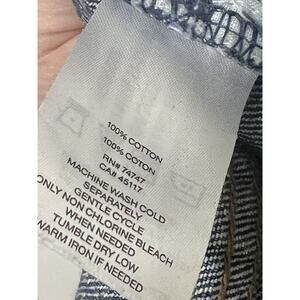 100% COTTON
100% COTON
RN# 74747
CA# 45117
MACHINE WASH COLD
SEPARATELY
GENTLE CYCLE
ONLY NON CHLORINE BLEACH
WHEN NEEDED
TUMBLE DRY LOW
WARM IRON IF NEEDED